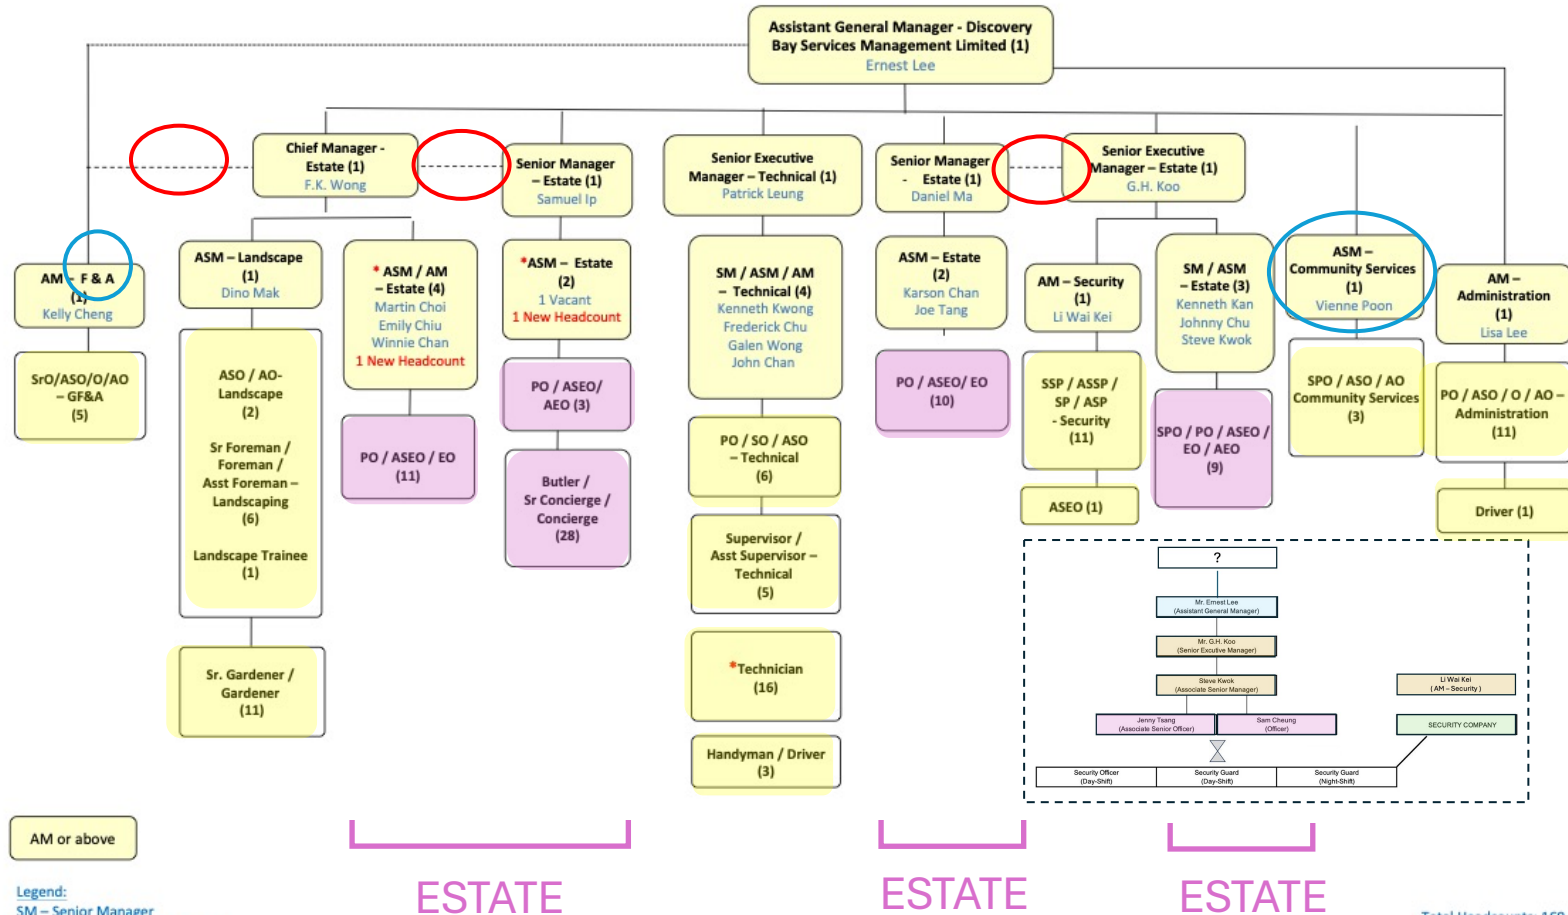 Assistant General Manager - Discovery
Bay Services Management Limited (1)
Ernest Lee
Chief Manager -
Estate (1)
F.K. Wong
Senior Manager
– Estate (1)
Samuel Ip
Senior Executive
Manager – Technical (1)
Patrick Leung
Senior Manager
- Estate (1)
Daniel Ma
Senior Executive
Manager – Estate (1)
G.H. Koo
AM – F & A
(1)
Kelly Cheng
ASM – Landscape
(1)
Dino Mak
* ASM / AM
– Estate (4)
Martin Choi
Emily Chiu
Winnie Chan
1 New Headcount
*ASM – Estate
(2)
1 Vacant
1 New Headcount
SM / ASM / AM
– Technical (4)
Kenneth Kwong
Frederick Chu
Galen Wong
John Chan
ASM – Estate
(2)
Karson Chan
Joe Tang
AM – Security
(1)
Li Wai Kei
SM / ASM
– Estate (3)
Kenneth Kan
Johnny Chu
Steve Kwok
ASM –
Community Services
(1)
Vienne Poon
AM –
Administration
(1)
Lisa Lee
SrO/ASO/O/AO
– GF&A
(5)
ASO / AO-
Landscape
(2)
Sr Foreman /
Foreman /
Asst Foreman –
Landscaping
(6)
Landscape Trainee
(1)
Sr. Gardener /
Gardener
(11)
PO / ASEO / EO
(11)
PO / ASEO/
AEO (3)
Butler /
Sr Concierge /
Concierge
(28)
PO / SO / ASO
– Technical
(6)
Supervisor /
Asst Supervisor –
Technical
(5)
*Technician
(16)
Handyman / Driver
(3)
PO / ASEO/ EO
(10)
SSP / ASSP /
SP / ASP
- Security
(11)
ASEO (1)
SPO / PO / ASEO /
EO / AEO
(9)
SPO / ASO / AO
Community Services
(3)
PO / ASO / O / AO –
Administration
(11)
Driver (1)
?
Mr. Ernest Lee
(Assistant General Manager)
Mr. G.H. Koo
(Senior Excutive Manager)
Steve Kwok
(Associate Senior Manager)
Li Wai Kei
( AM – Security )
Jenny Tsang
(Associate Senior Officer)
Sam Cheung
(Officer)
SECURITY COMPANY
Security Officer
(Day-Shift)
Security Guard
(Day-Shift)
Security Guard
(Night-Shift)
AM or above
ESTATE
ESTATE
ESTATE
Legend:
SM – Senior Manager
Total Headcounts: